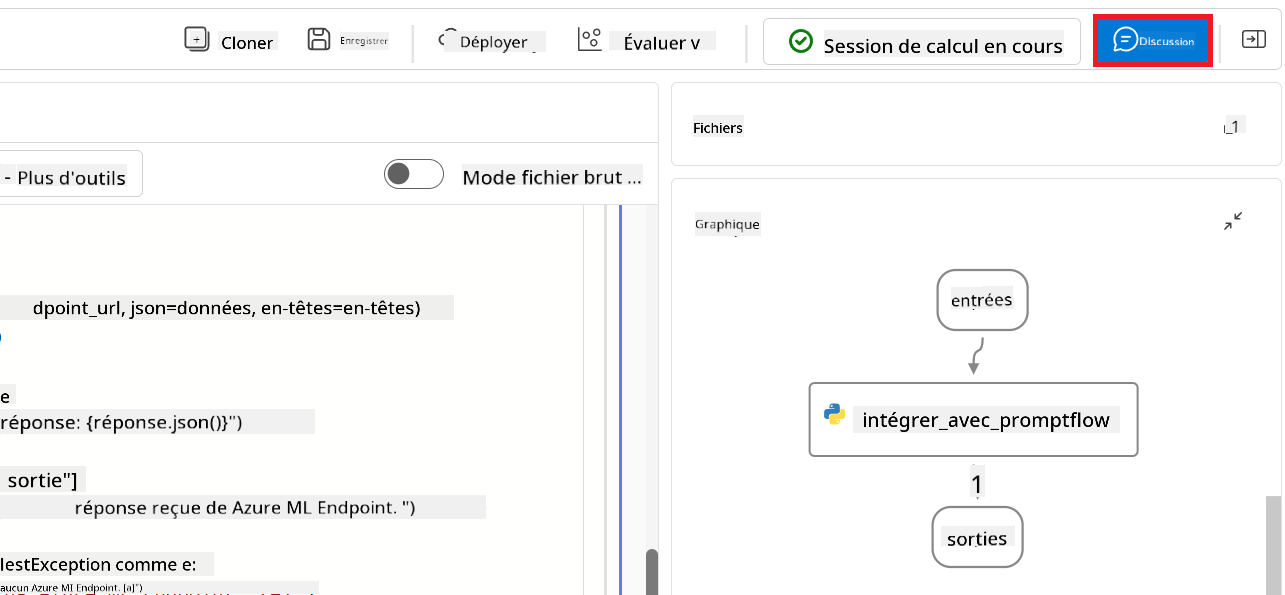 Cloner
Enregistrer
Déployer
Évaluer v
Session de calcul en cours
Discussion
Fichiers
1
- Plus d'outils
Mode fichier brut ...
Graphique
entrées
dpoint_url, json=données, en-têtes=en-têtes)
e
réponse: {réponse.json()}")
intégrer_avec_promptflow
sortie"]
1
réponse reçue de Azure ML Endpoint. ")
sorties
lestException comme e:
aucun Azure MI Endpoint. [a]")